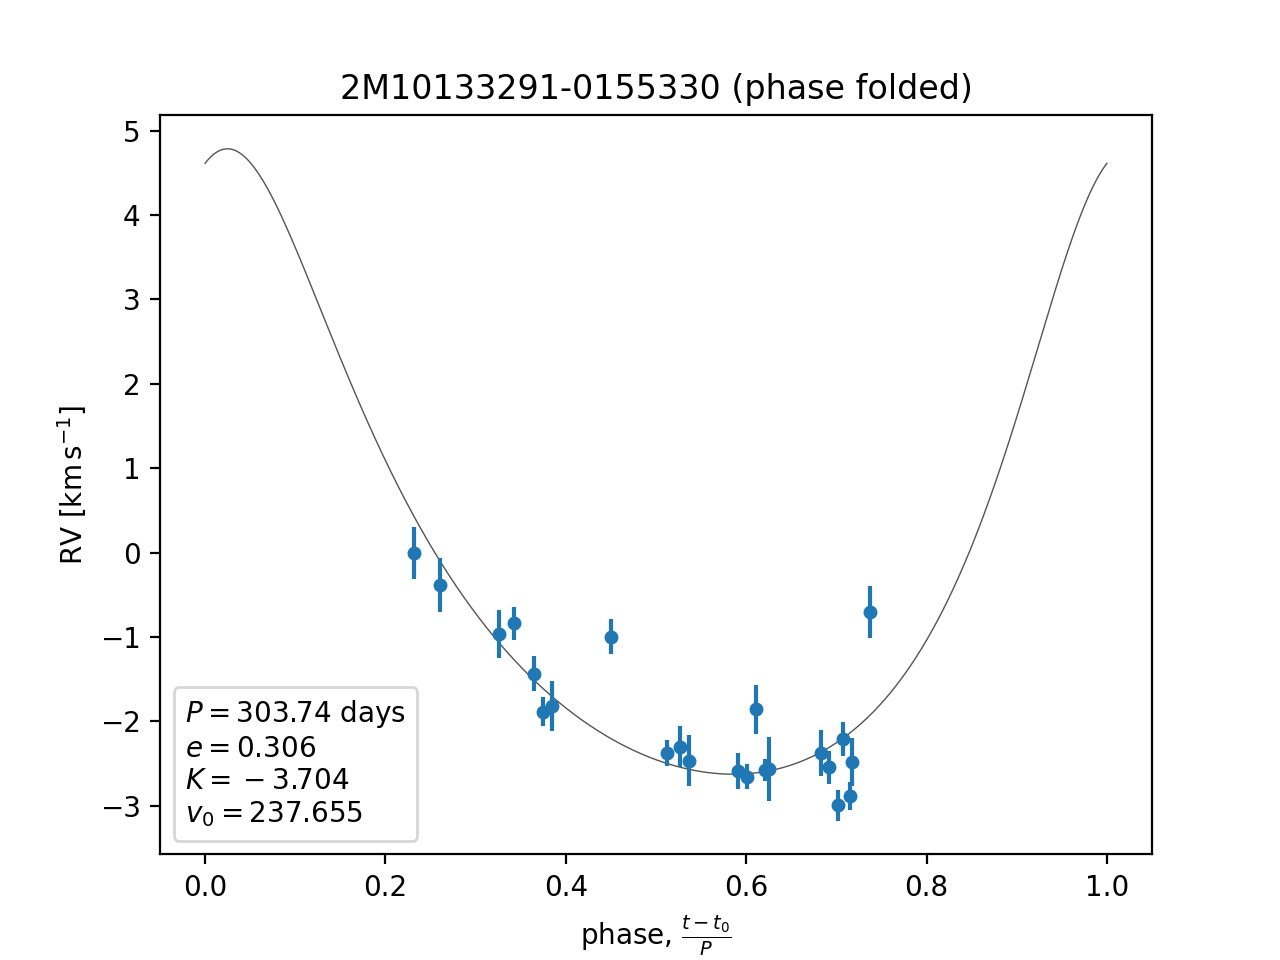 2M10133291-0155330 (phase folded)
RV [km s⁻¹]
5
4
3
2
1
0
−1
−2
−3
P = 303.74 days
e = 0.306
K = −3.704
v₀ = 237.655
0.0 0.2 0.4 0.6 0.8 1.0
phase, (t − t₀)/P